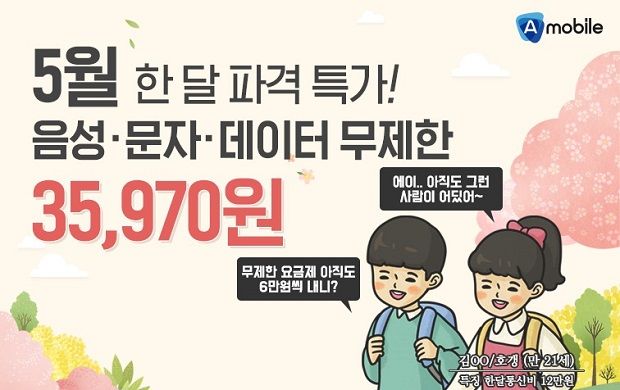 A mobile
5월 한 달 파격 특가!
음성·문자·데이터 무제한
35,970원
에이.. 아직도 그런
사람이 어딨어~
무제한 요금제 아직도
6만원씩 내니?
김OO/호갱 (만 21세)
특징 한달통신비 12만원